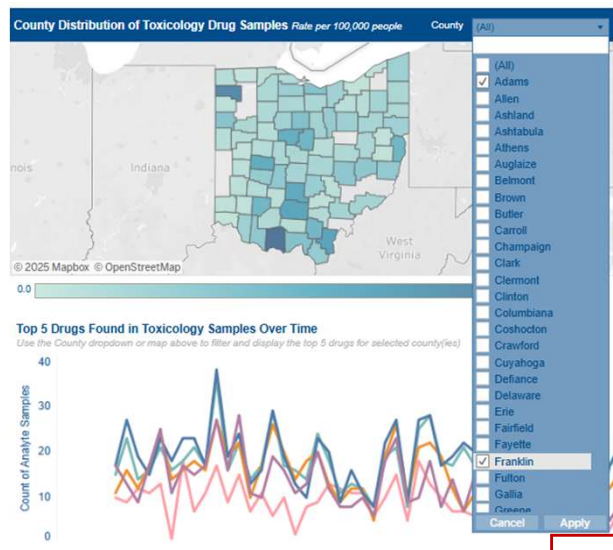 County Distribution of Toxicology Drug Samples Rate per 100,000 people County (All)
(All)
Adams
Allen
Ashland
Ashtabula
Athens
Auglaize
Belmont
Brown
Butler
Carroll
Champaign
Clark
Clermont
Clinton
Columbiana
Coshocton
Crawford
Cuyahoga
Defiance
Delaware
Erie
Fairfield
Fayette
Franklin
Fulton
Gallia
Greene
Cancel Apply
nois
Indiana
West
Virginia
© 2025 Mapbox © OpenStreetMap
0.0
Top 5 Drugs Found in Toxicology Samples Over Time
Use the County dropdown or map above to filter and display the top 5 drugs for selected county(ies)
Count of Analyte Samples
40
30
20
10
0